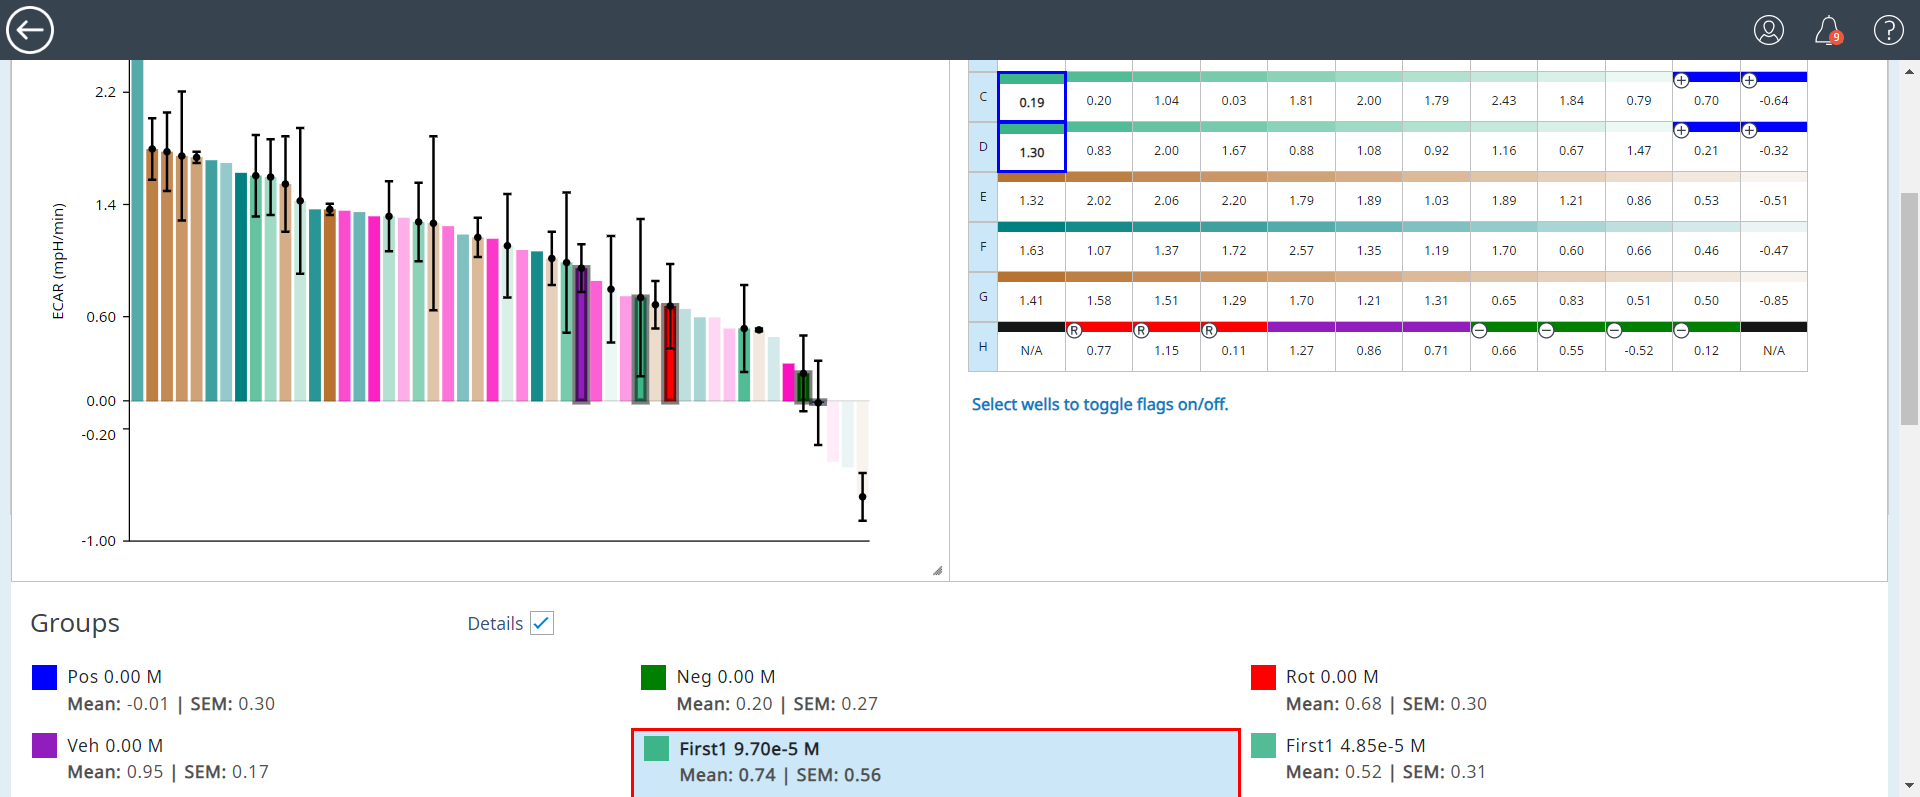 9
2.2
1.4
0.60
0.00
-0.20
-1.00
ECAR (mpH/min)
C 0.19 0.20 1.04 0.03 1.81 2.00 1.79 2.43 1.84 0.79 0.70 -0.64
D 1.30 0.83 2.00 1.67 0.88 1.08 0.92 1.16 0.67 1.47 0.21 -0.32
E 1.32 2.02 2.06 2.20 1.79 1.89 1.03 1.89 1.21 0.86 0.53 -0.51
F 1.63 1.07 1.37 1.72 2.57 1.35 1.19 1.70 0.60 0.66 0.46 -0.47
G 1.41 1.58 1.51 1.29 1.70 1.21 1.31 0.65 0.83 0.51 0.50 -0.85
R R R
H N/A 0.77 1.15 0.11 1.27 0.86 0.71 0.66 0.55 -0.52 0.12 N/A
Select wells to toggle flags on/off.
Groups
Details
Pos 0.00 M
Mean: -0.01 | SEM: 0.30
Neg 0.00 M
Mean: 0.20 | SEM: 0.27
Rot 0.00 M
Mean: 0.68 | SEM: 0.30
Veh 0.00 M
Mean: 0.95 | SEM: 0.17
First1 9.70e-5 M
Mean: 0.74 | SEM: 0.56
First1 4.85e-5 M
Mean: 0.52 | SEM: 0.31